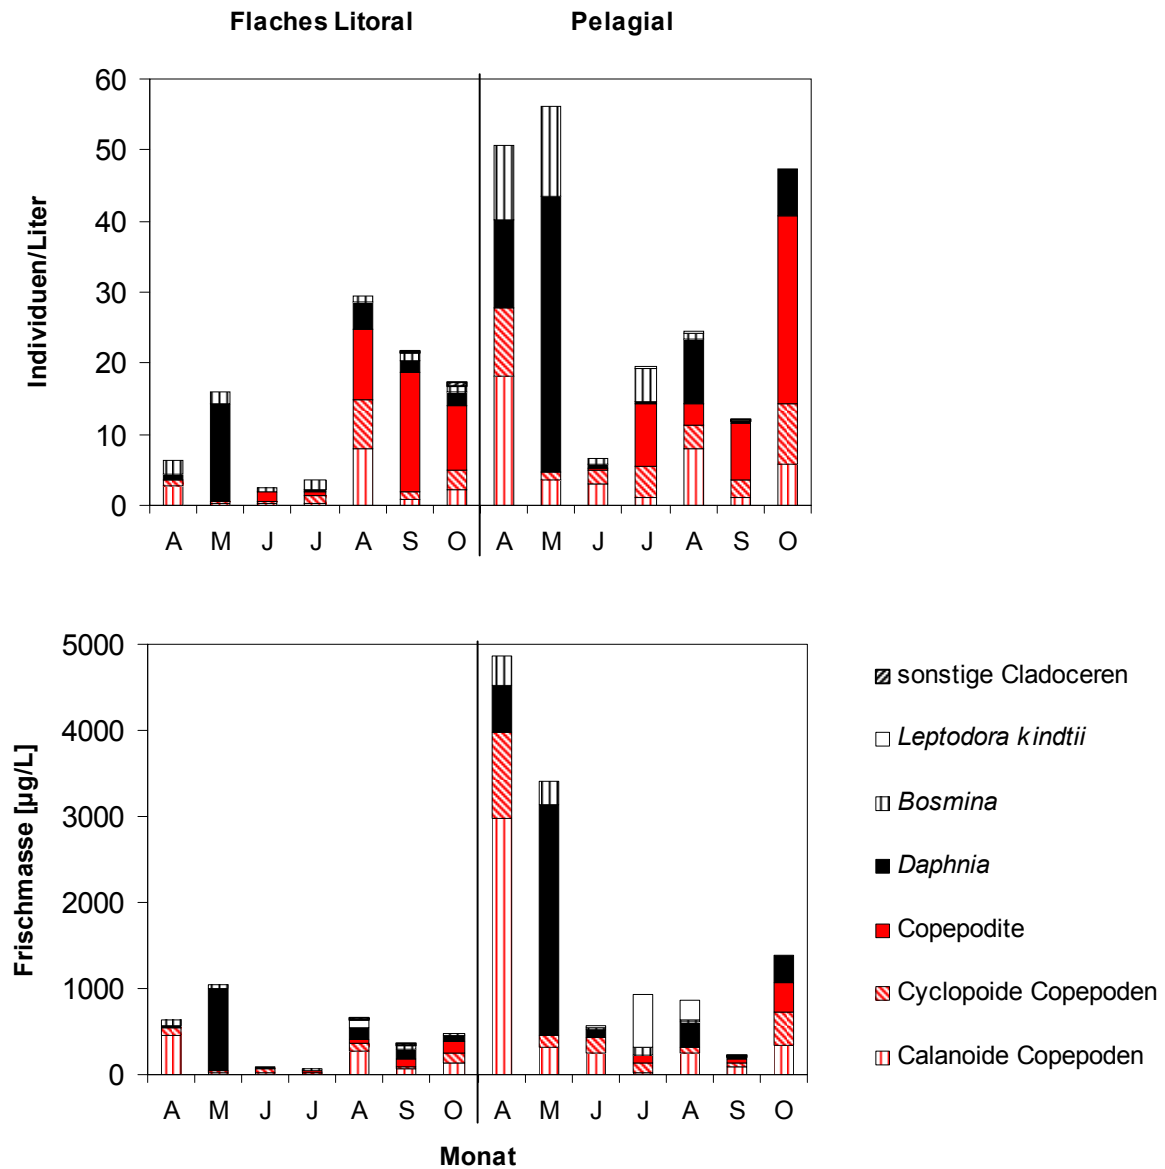 Flaches Litoral Pelagial
Individuen/Liter
60
50
40
30
20
10
0
A M J J A S O A M J J A S O
Frischmasse [µg/L]
5000
4000
3000
2000
1000
0
A M J J A S O A M J J A S O
Monat
sonstige Cladoceren
Leptodora kindtii
Bosmina
Daphnia
Copepodite
Cyclopoide Copepoden
Calanoide Copepoden